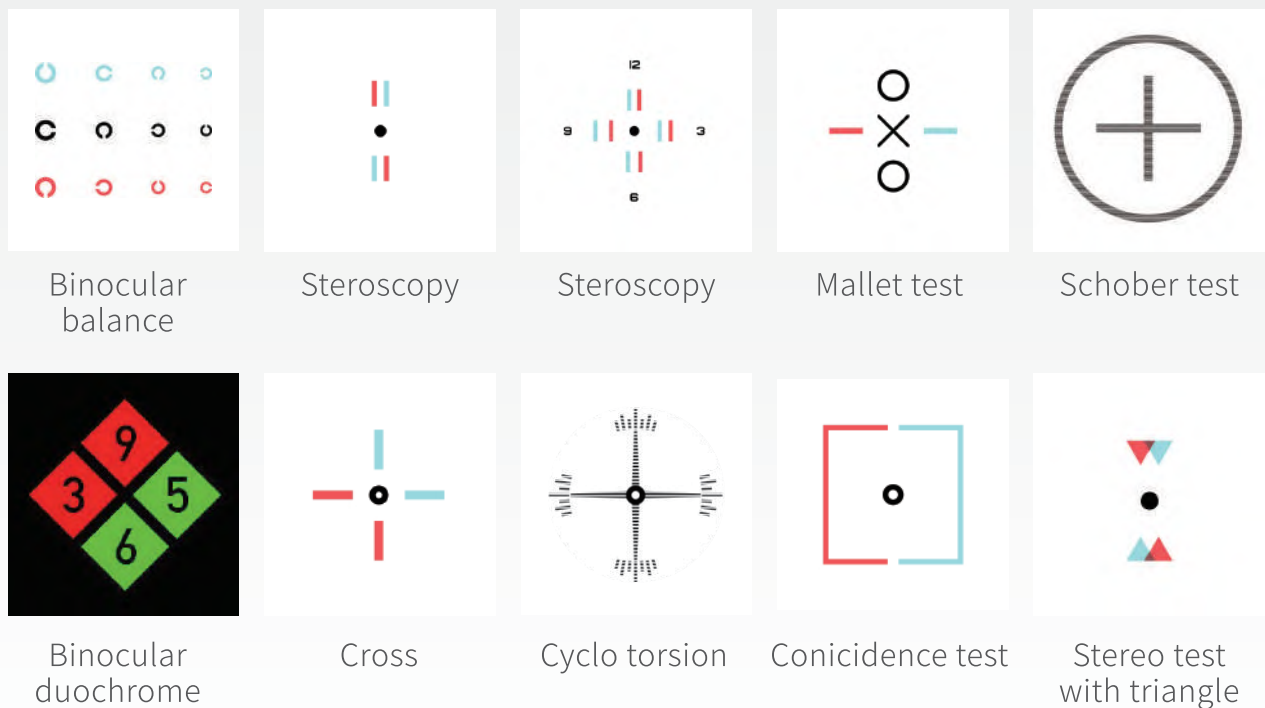 12
9 3
6
O
X
O
Binocular
balance
Steroscopy
Steroscopy
Mallet test
Schober test
9
3 5
6
Binocular
duochrome
Cross
Cyclo torsion
Conicidence test
Stereo test
with triangle